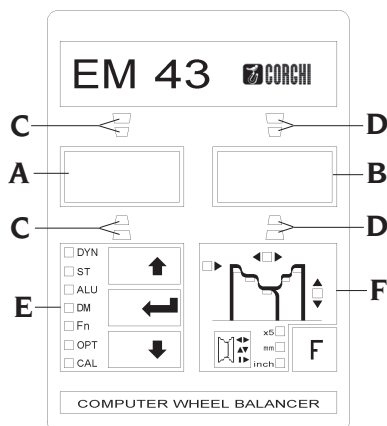 EM 43 CORGHI
C D
A B
C D
DYN
ST
ALU
E DM
Fn
OPT
CAL
F
x5
mm
inch
F
COMPUTER WHEEL BALANCER